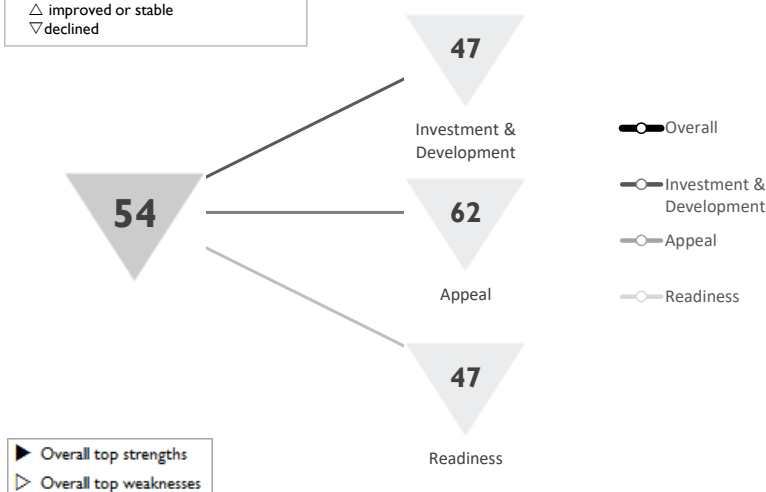 △ improved or stable
▽declined
47
Investment &
Development
54
62
Appeal
47
Readiness
Overall
Investment &
Development
Appeal
Readiness
▶ Overall top strengths
▷ Overall top weaknesses